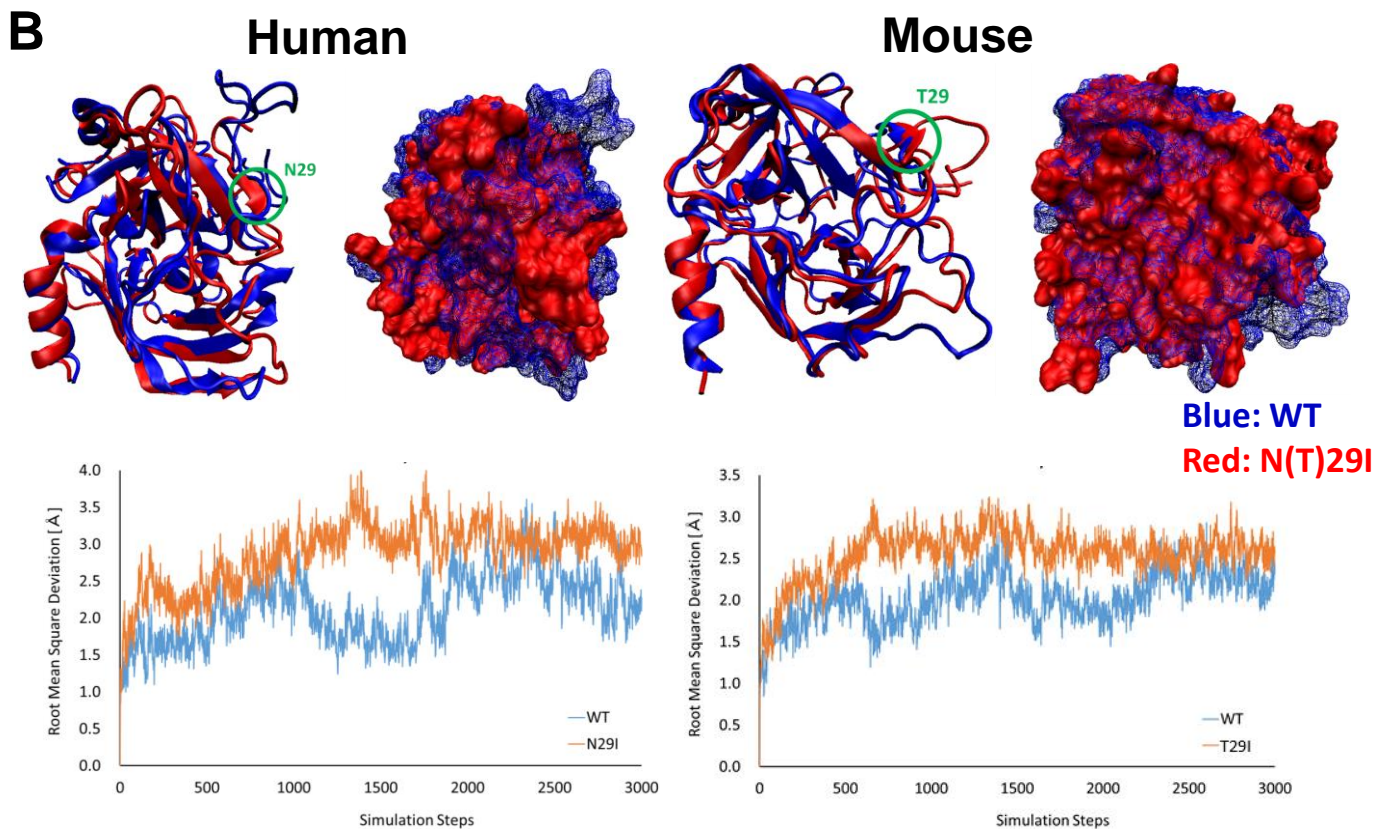 B
Human
Mouse
N29
T29
Blue: WT
Red: N(T)29I
Root Mean Square Deviation [ Å ]
4.0
3.5
3.0
2.5
2.0
1.5
1.0
0.5
0.0
0
500
1000
1500
2000
2500
3000
Simulation Steps
WT
N29I
Root Mean Square Deviation [ Å ]
3.5
3.0
2.5
2.0
1.5
1.0
0.5
0.0
0
500
1000
1500
2000
2500
3000
Simulation Steps
WT
T29I